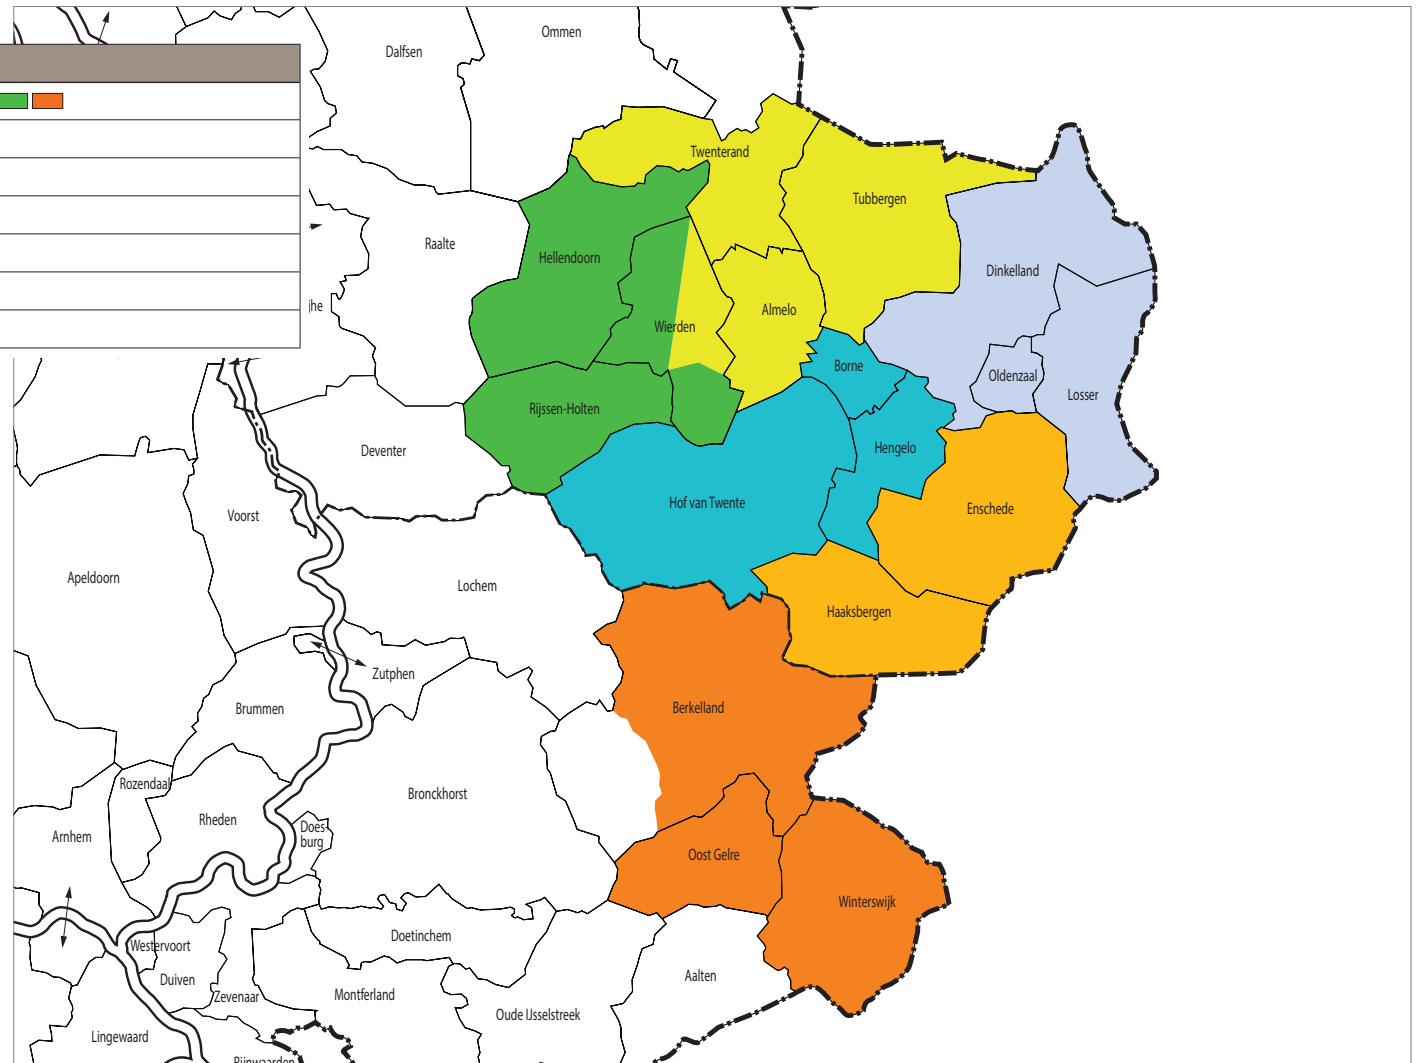 Ommen
Dalfsen
Twenterand
Tubbergen
Raalte
Hellendoorn
Dinkelland
jhe
Almelo
Wierden
Borne
Oldenzaal
Losser
Rijssen-Holten
Deventer
Hengelo
Hof van Twente
Enschede
Voorst
Apeldoorn
Lochem
Haaksbergen
Zutphen
Brummen
Berkelland
Rozendaal
Bronckhorst
Rheden
Does-
burg
Arnhem
Oost Gelre
Winterswijk
Doetinchem
Westervoort
Duiven
Aalten
Zevenaar
Montferland
Oude IJsselstreek
Lingewaard
Rijnwaarden